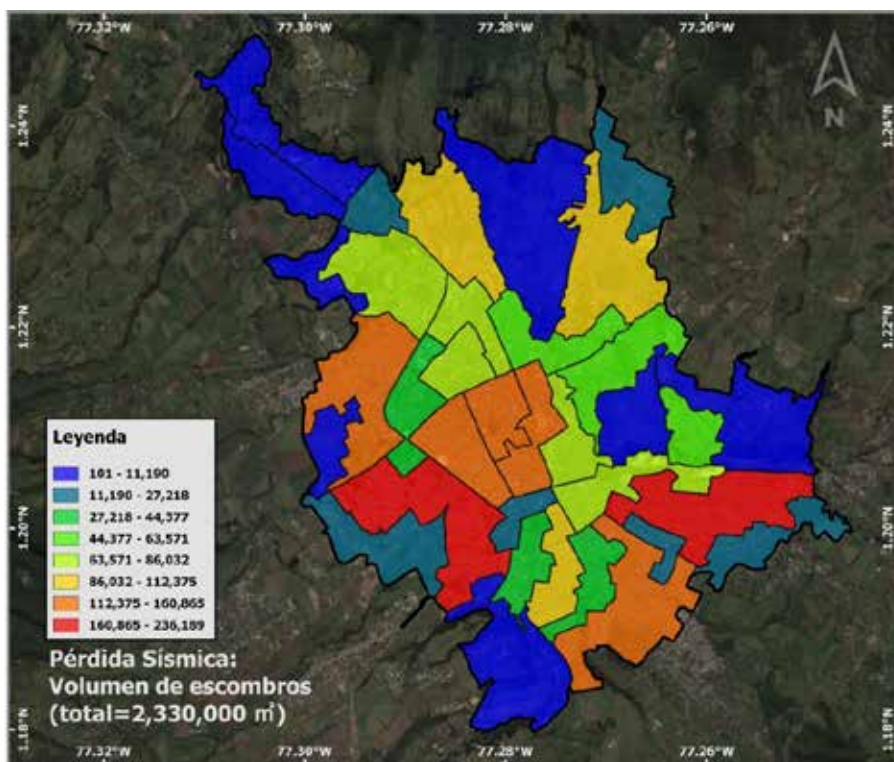 77.32°W 77.30°W 77.28°W 77.26°W
1.24°N 1.24°N
N
1.22°N 1.22°N
Leyenda
101 - 11,190
11,190 - 27,218
27,218 - 44,377
44,377 - 63,571
63,571 - 86,032
86,032 - 112,375
112,375 - 160,865
160,865 - 236,189
1.20°N 1.20°N
Pérdida Sísmica:
Volumen de escombros
(total=2,330,000 ㎥)
1.18°N 1.18°N
77.32°W 77.30°W 77.28°W 77.26°W